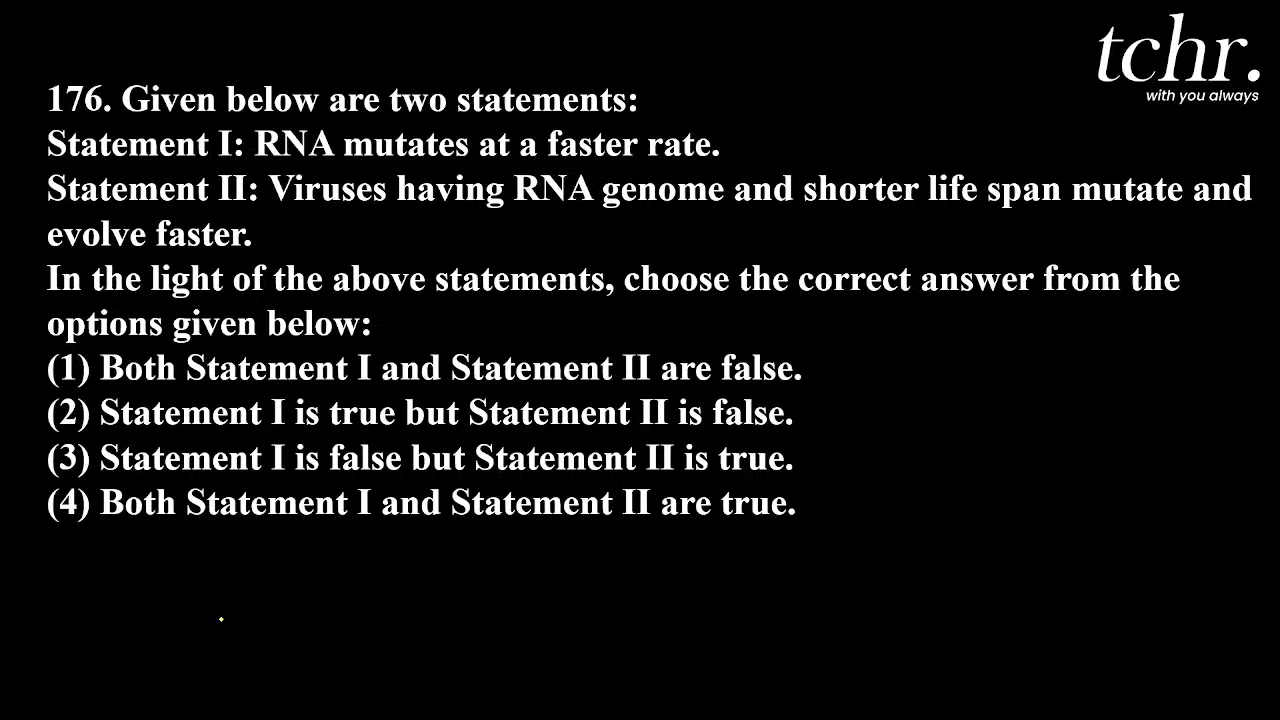 tchr.
with you always
176. Given below are two statements:
Statement I: RNA mutates at a faster rate.
Statement II: Viruses having RNA genome and shorter life span mutate and
evolve faster.
In the light of the above statements, choose the correct answer from the
options given below:
(1) Both Statement I and Statement II are false.
(2) Statement I is true but Statement II is false.
(3) Statement I is false but Statement II is true.
(4) Both Statement I and Statement II are true.